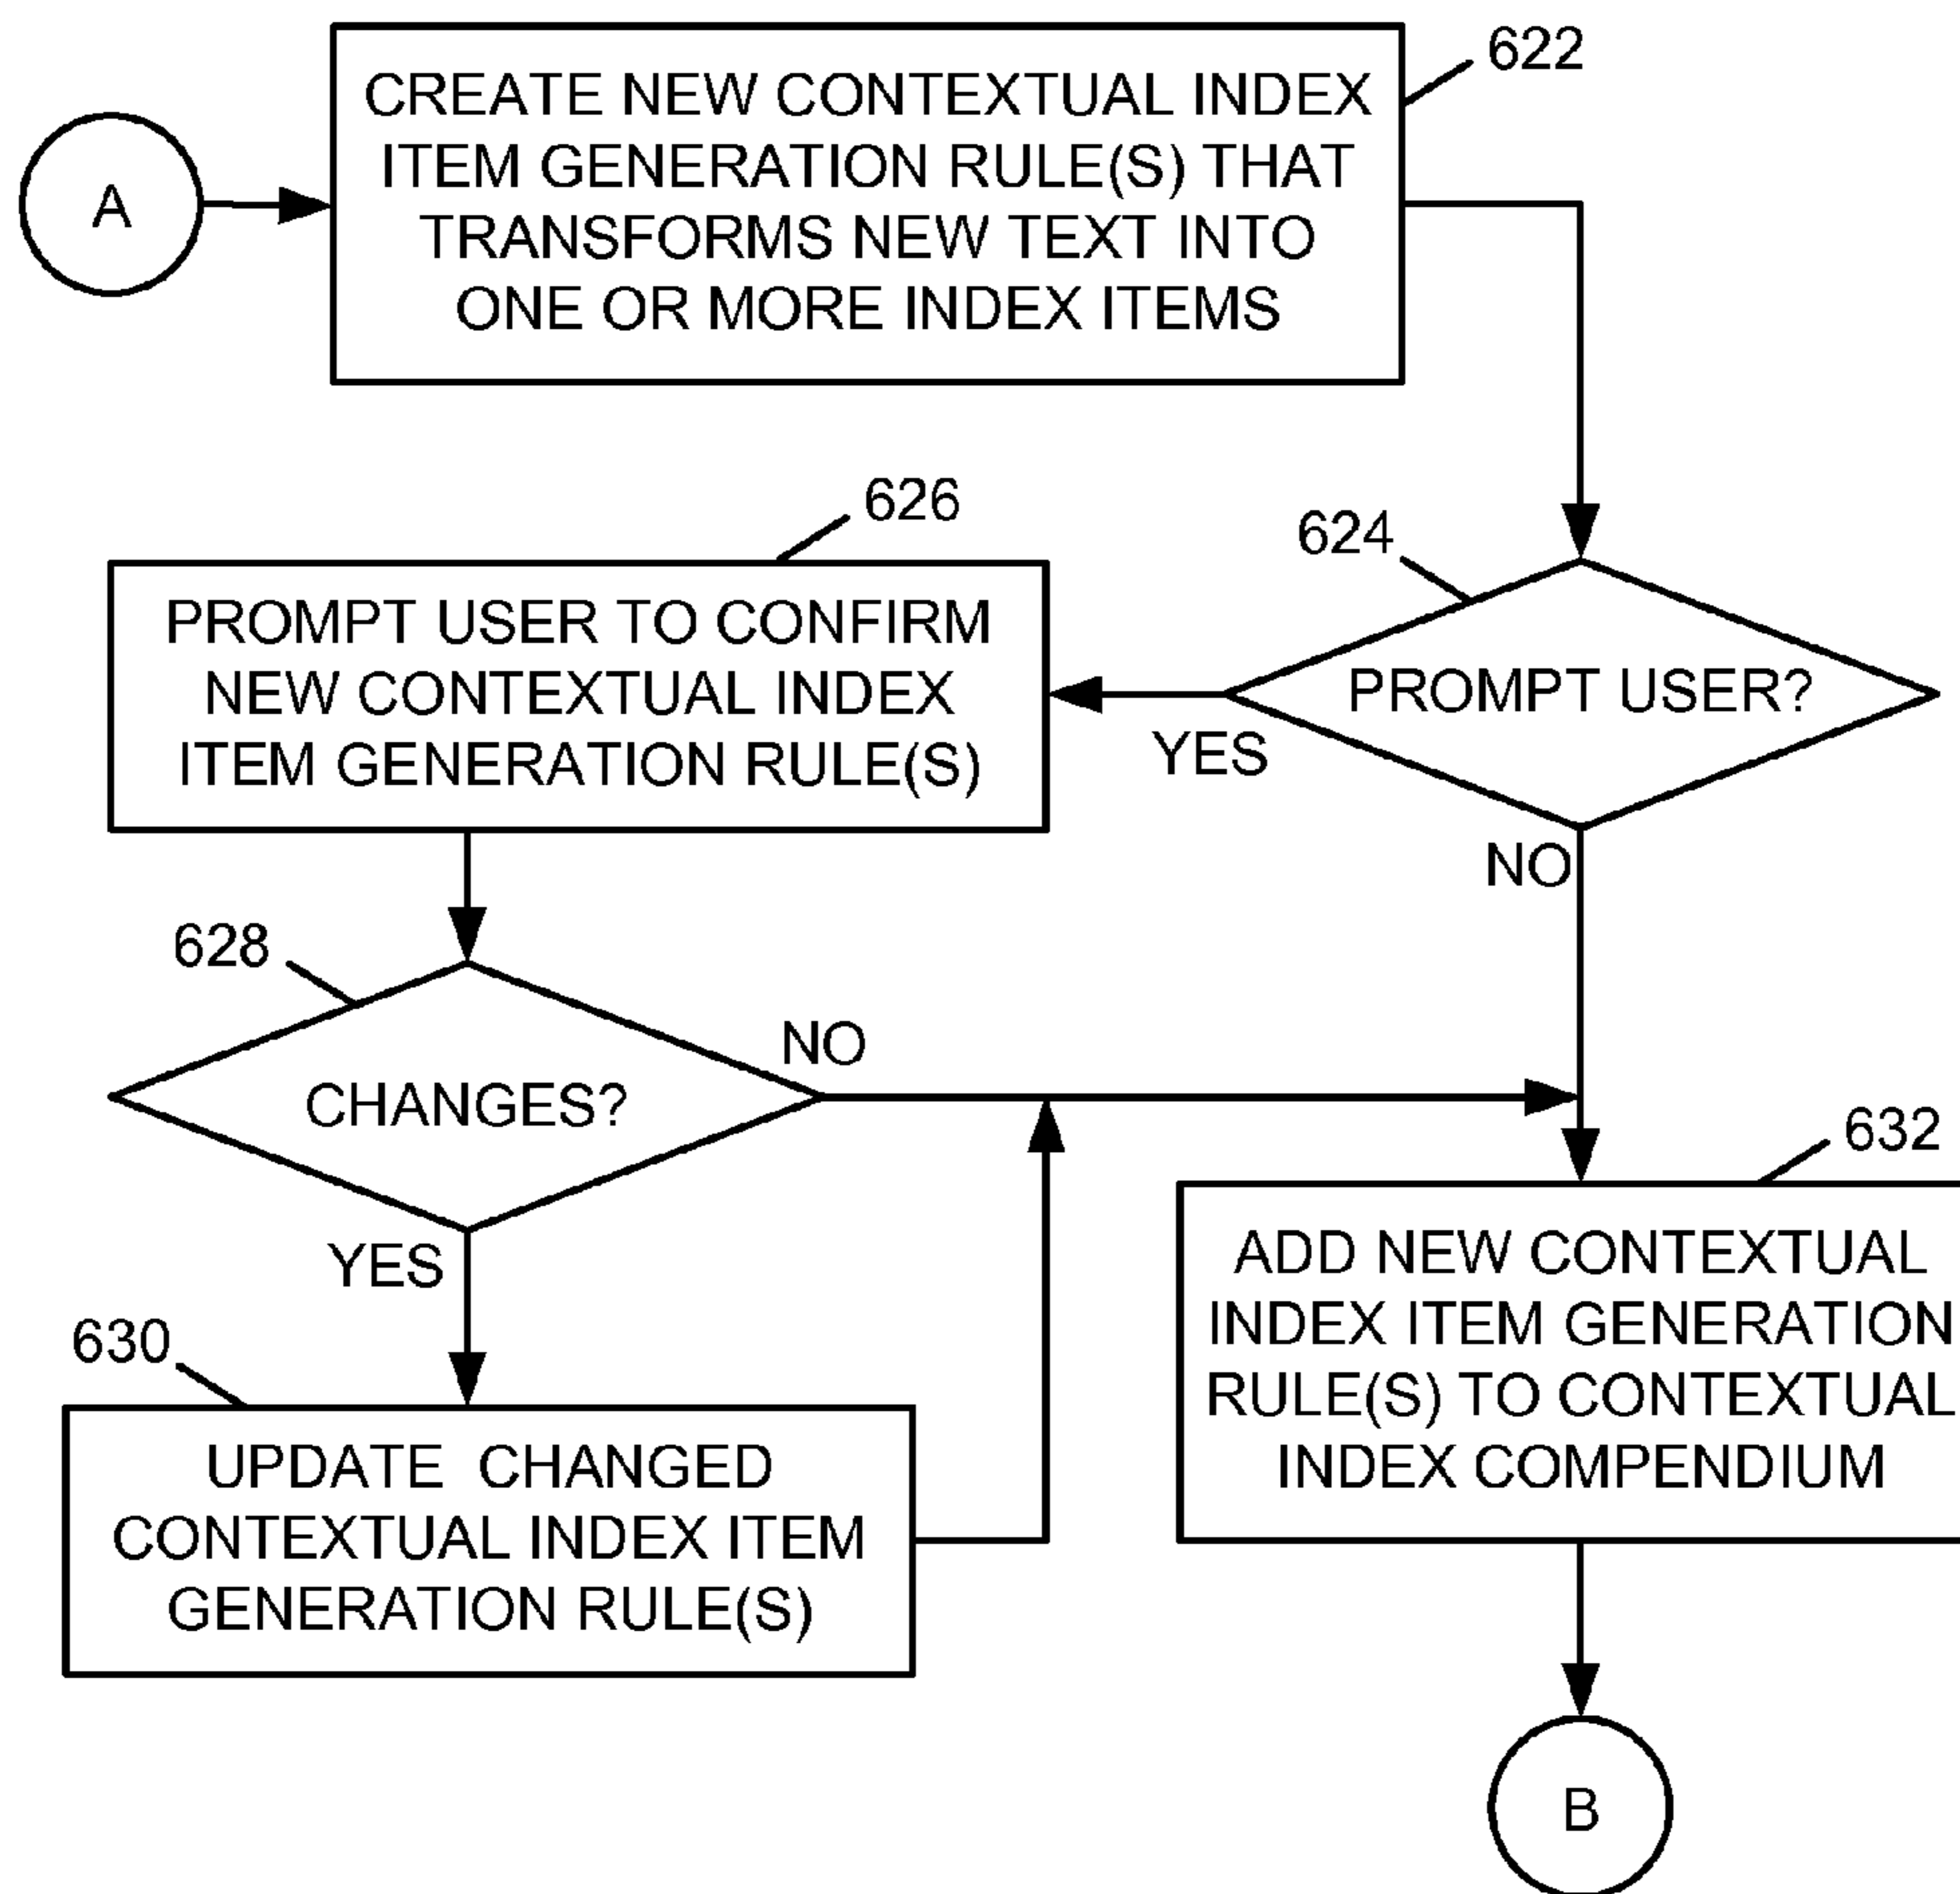 622
CREATE NEW CONTEXTUAL INDEX
ITEM GENERATION RULE(S) THAT
TRANSFORMS NEW TEXT INTO
ONE OR MORE INDEX ITEMS
A
626
624
PROMPT USER TO CONFIRM
NEW CONTEXTUAL INDEX
ITEM GENERATION RULE(S)
PROMPT USER?
YES
NO
628
NO
CHANGES?
YES
632
ADD NEW CONTEXTUAL
INDEX ITEM GENERATION
RULE(S) TO CONTEXTUAL
INDEX COMPENDIUM
630
UPDATE CHANGED
CONTEXTUAL INDEX ITEM
GENERATION RULE(S)
B